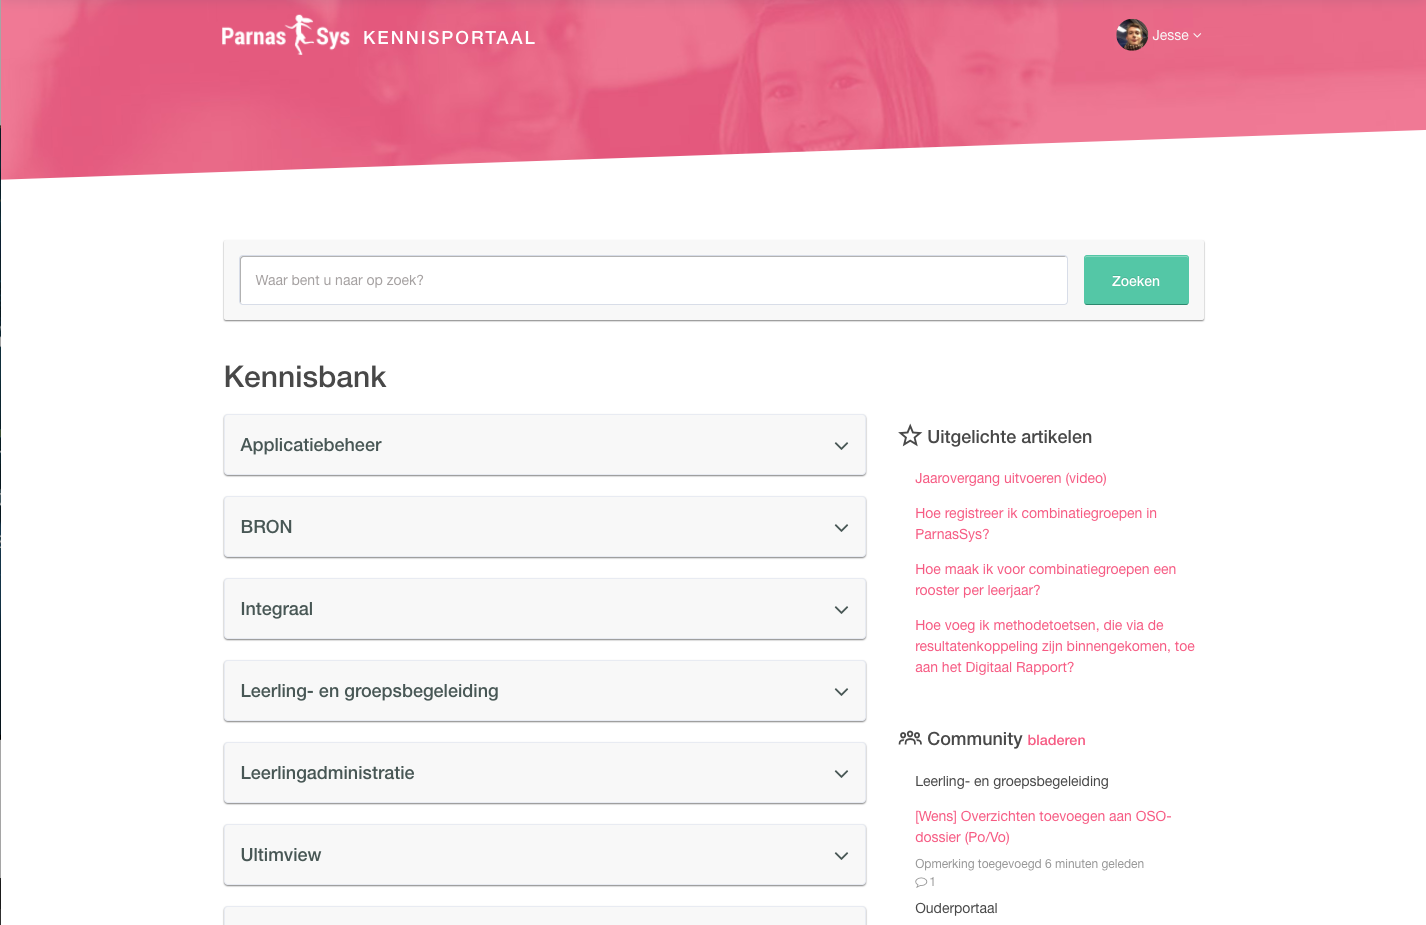 ParnasSys KENNISPORTAAL
Jesse
Waar bent u naar op zoek?
Zoeken
Kennisbank
Applicatiebeheer
BRON
Integraal
Leerling- en groepsbegeleiding
Leerlingadministratie
Ultimview
Uitgelichte artikelen
Jaarovergang uitvoeren (video)
Hoe registreer ik combinatiegroepen in
ParnasSys?
Hoe maak ik voor combinatiegroepen een
rooster per leerjaar?
Hoe voeg ik methodetoetsen, die via de
resultatenkoppeling zijn binnengekomen, toe
aan het Digitaal Rapport?
Community bladeren
Leerling- en groepsbegeleiding
[Wens] Overzichten toevoegen aan OSO-
dossier (Po/Vo)
Opmerking toegevoegd 6 minuten geleden
1
Ouderportaal